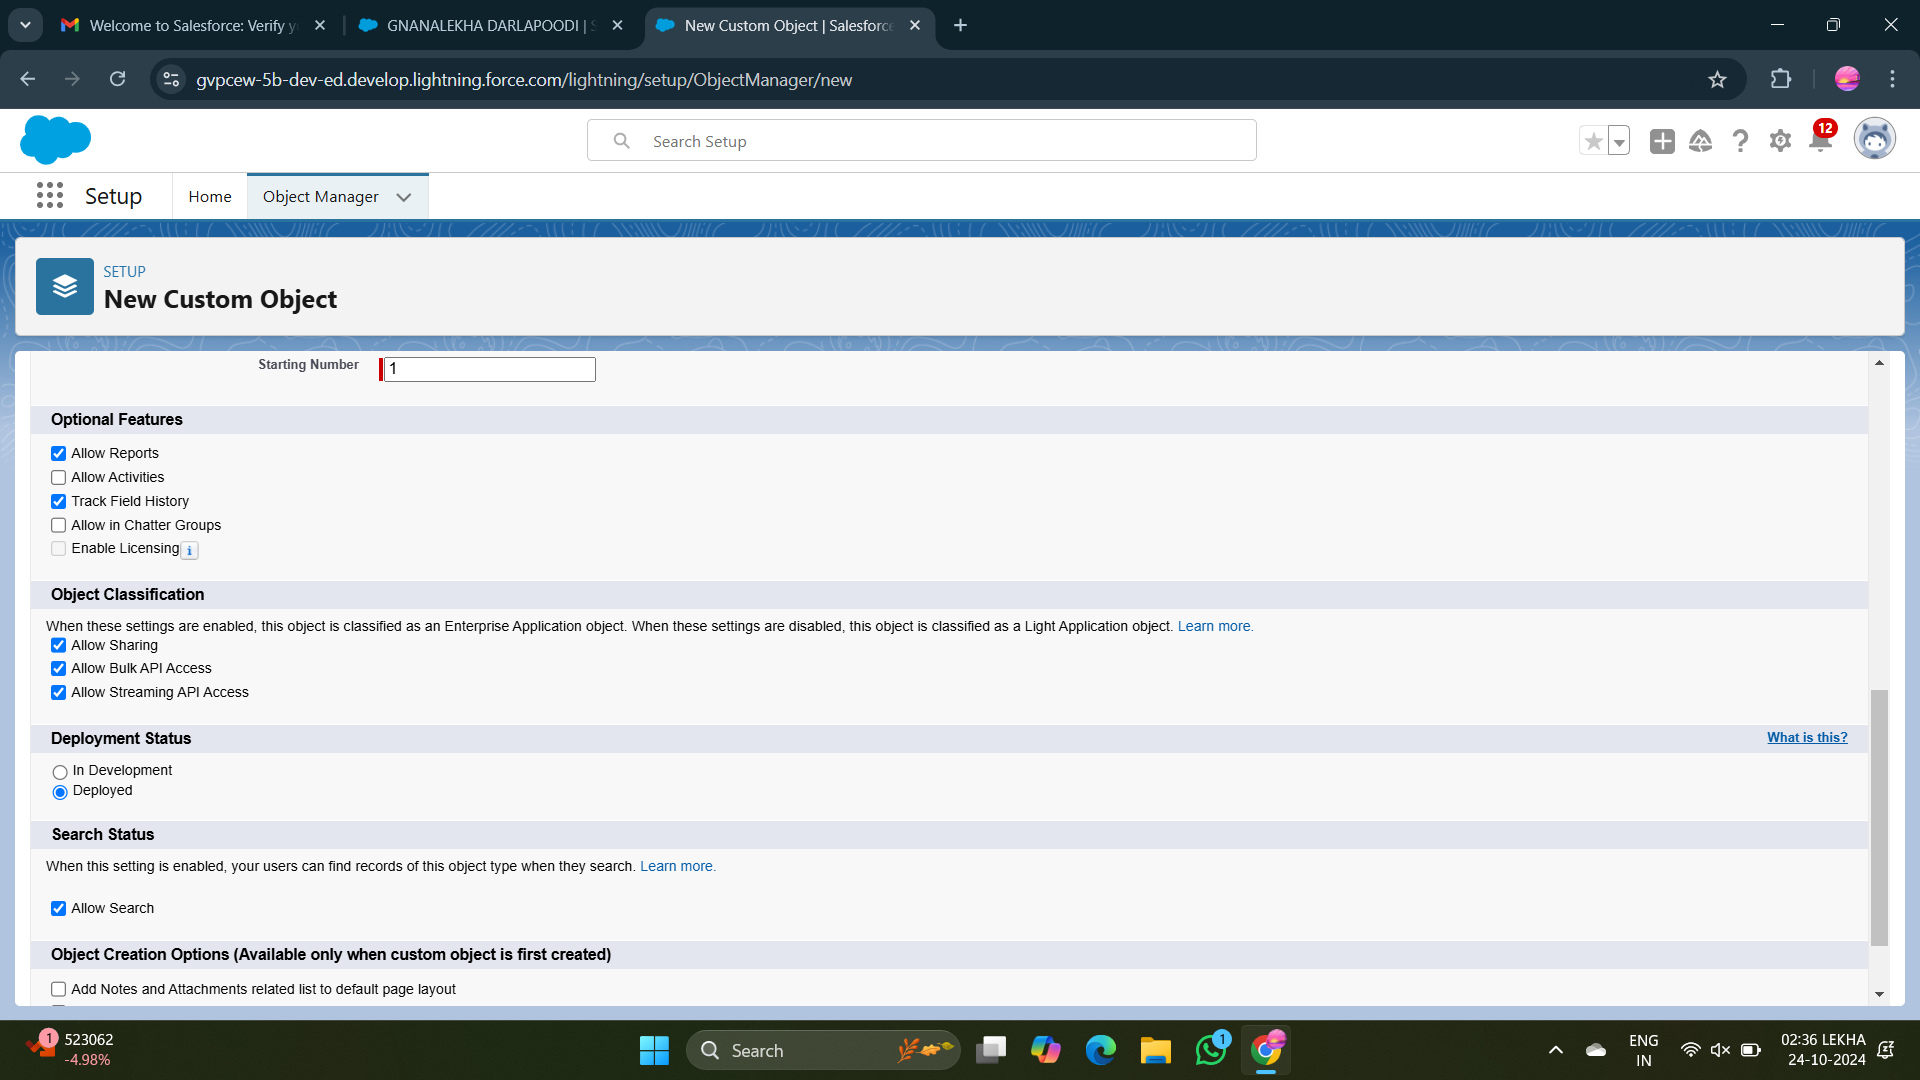 Welcome to Salesforce: Verify y
GNANALEKHA DARLAPOODI | S
New Custom Object | Salesforce
gvpcew-5b-dev-ed.develop.lightning.force.com/lightning/setup/ObjectManager/new
Search Setup
12
Setup
Home
Object Manager
SETUP
New Custom Object
Starting Number
1
Optional Features
Allow Reports
Allow Activities
Track Field History
Allow in Chatter Groups
Enable Licensing i
Object Classification
When these settings are enabled, this object is classified as an Enterprise Application object. When these settings are disabled, this object is classified as a Light Application object. Learn more.
Allow Sharing
Allow Bulk API Access
Allow Streaming API Access
Deployment Status
What is this?
In Development
Deployed
Search Status
When this setting is enabled, your users can find records of this object type when they search. Learn more.
Allow Search
Object Creation Options (Available only when custom object is first created)
Add Notes and Attachments related list to default page layout
1
523062
-4.98%
Search
1
ENG
IN
02:36 LEKHA
24-10-2024